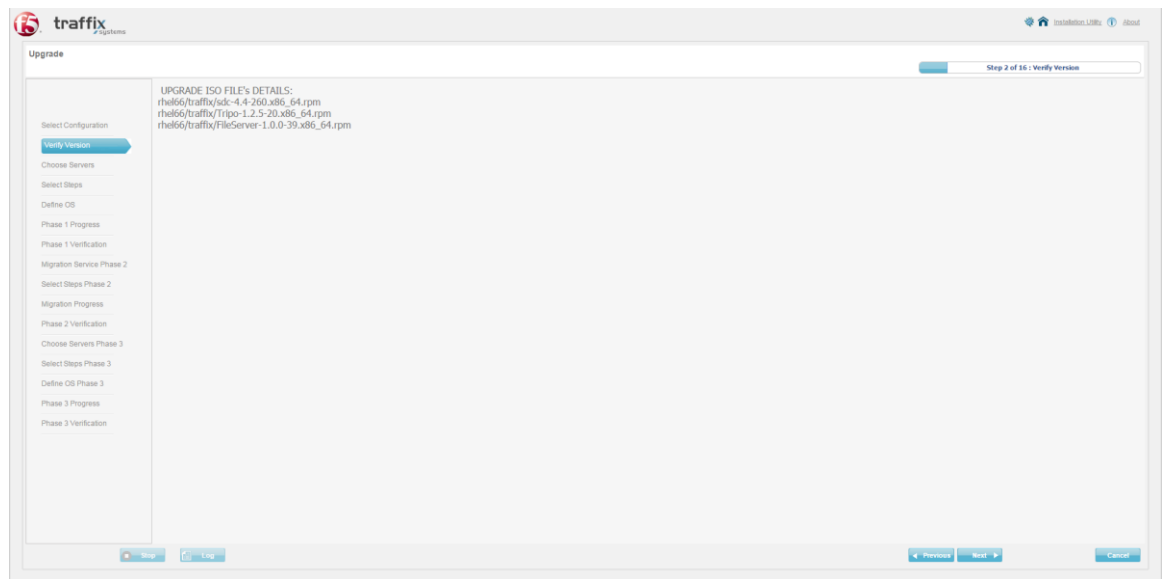 f5 traffix systems
Installation Utility About
Upgrade
Step 2 of 16 : Verify Version
UPGRADE ISO FILE's DETAILS:
rhel66/traffix/sdc-4.4-260.x86_64.rpm
rhel66/traffix/Tripo-1.2.5-20.x86_64.rpm
rhel66/traffix/FileServer-1.0.0-39.x86_64.rpm
Select Configuration
Verify Version
Choose Servers
Select Steps
Define OS
Phase 1 Progress
Phase 1 Verification
Migration Service Phase 2
Select Steps Phase 2
Migration Progress
Phase 2 Verification
Choose Servers Phase 3
Select Steps Phase 3
Define OS Phase 3
Phase 3 Progress
Phase 3 Verification
Stop Log Previous Next Cancel